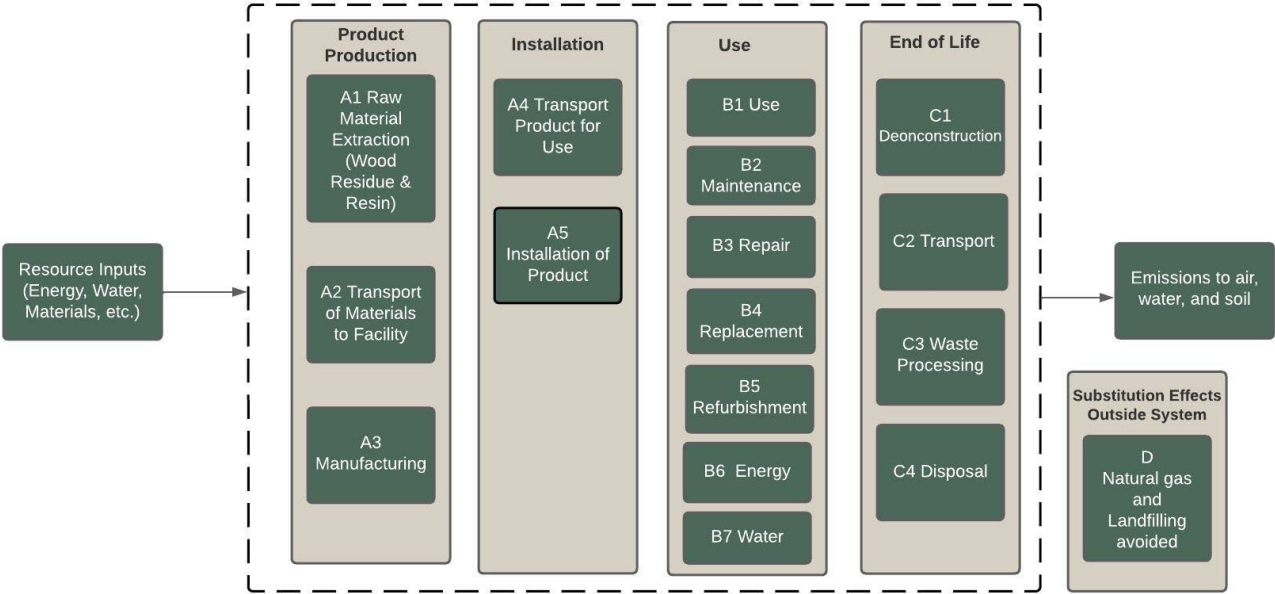 Resource Inputs
(Energy, Water,
Materials, etc.)
Product
Production
A1 Raw
Material
Extraction
(Wood
Residue &
Resin)
A2 Transport
of Materials
to Facility
A3
Manufacturing
Installation
A4 Transport
Product for
Use
A5
Installation of
Product
Use
B1 Use
B2
Maintenance
B3 Repair
B4
Replacement
B5
Refurbishment
B6 Energy
B7 Water
End of Life
C1
Deonconstruction
C2 Transport
C3 Waste
Processing
C4 Disposal
Emissions to air,
water, and soil
Substitution Effects
Outside System
D
Natural gas
and
Landfilling
avoided